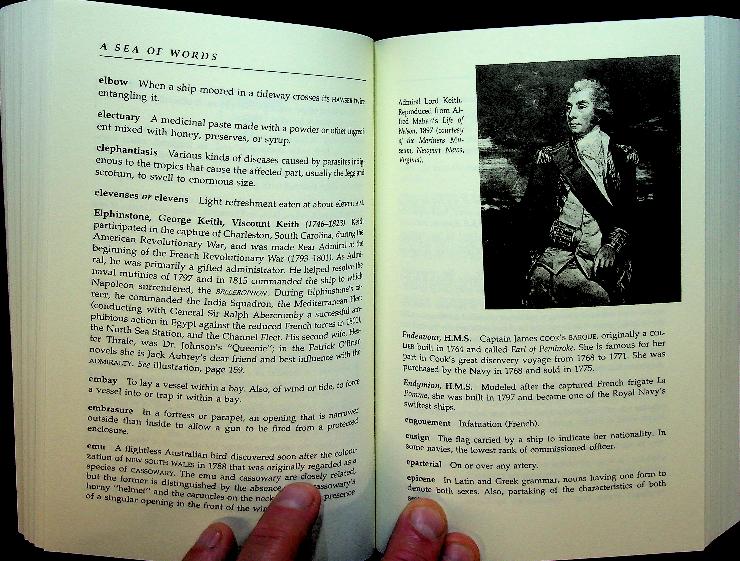 A SEA OF WORDS
elbow When a ship moored in a tideway crosses its HAWSER twice
entangling it.
electuary A medicinal paste made with a powder or other ingredi-
ent mixed with honey, preserves, or syrup.
elephantiasis Various kinds of diseases caused by parasites indig-
enous to the tropics that cause the affected part, usually the legs and
scrotum, to swell to enormous size.
elevenses or elevens Light refreshment eaten at about eleven A.M.
Elphinstone, George Keith, Viscount Keith (1746–1823) Keith
participated in the capture of Charleston, South Carolina, during the
American Revolutionary War, and was made Rear Admiral at the
beginning of the French Revolutionary War (1793–1801). As Admi-
ral, he was primarily a gifted administrator. He helped resolve the
naval mutinies of 1797 and in 1815 commanded the ship to which
Napoleon surrendered, the BELLEROPHON. During Elphinstone's ca-
reer, he commanded the India Squadron, the Mediterranean Fleet
(conducting with General Sir Ralph Abercromby a successful am-
phibious action in Egypt against the reduced French forces in
the North Sea Station, and the Channel Fleet. His second wife, Hes-
ter Thrale, was Dr. Johnson's "Queenie"; in the Patrick O'Brian
novels she is Jack Aubrey's dear friend and best influence with the
ADMIRALTY. See illustration, page 189.
embay To lay a vessel within a bay. Also, of wind or tide, to force
a vessel into or trap it within a bay.
embrasure In a fortress or parapet, an opening that is narrower
outside than inside to allow a gun to be fired from a protected
enclosure.
emu A flightless Australian bird discovered soon after the coloni-
zation of NEW SOUTH WALES in 1788 that was originally regarded as a
species of CASSOWARY. The emu and cassowary are closely related,
but the former is distinguished by the absence cassowary's
horny "helmet" and the caruncles on the neck presence
of a singular opening in the front of the
Admiral Lord Keith.
Reproduced from Al-
fred Mahan's Life of
Nelson, 1897 (courtesy
of the Mariners Mu-
seum, Newport News,
Virginia).
Endeavour, H.M.S. Captain James COOK'S BARQUE, originally a COL-
LIER built in 1764 and called Earl of Pembroke. She is famous for her
part in Cook's great discovery voyage from 1768 to 1771. She was
purchased by the Navy in 1768 and sold in 1775.
Endymion, H.M.S. Modeled after the captured French frigate La
Pomone, she was built in 1797 and became one of the Royal Navy's
swiftest ships.
engouement Infatuation (French).
ensign The flag carried by a ship to indicate her nationality. In
some navies, the lowest rank of commissioned officer.
eparterial On or over any artery.
epicene In Latin and Greek grammar, nouns having one form to
denote both sexes. Also, partaking of the characteristics of both